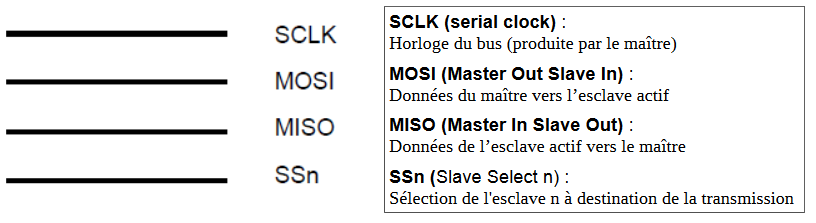 SCLK
MOSI
MISO
SSn
SCLK (serial clock) :
Horloge du bus (produite par le maître)
MOSI (Master Out Slave In) :
Données du maître vers l’esclave actif
MISO (Master In Slave Out) :
Données de l’esclave actif vers le maître
SSn (Slave Select n) :
Sélection de l'esclave n à destination de la transmission